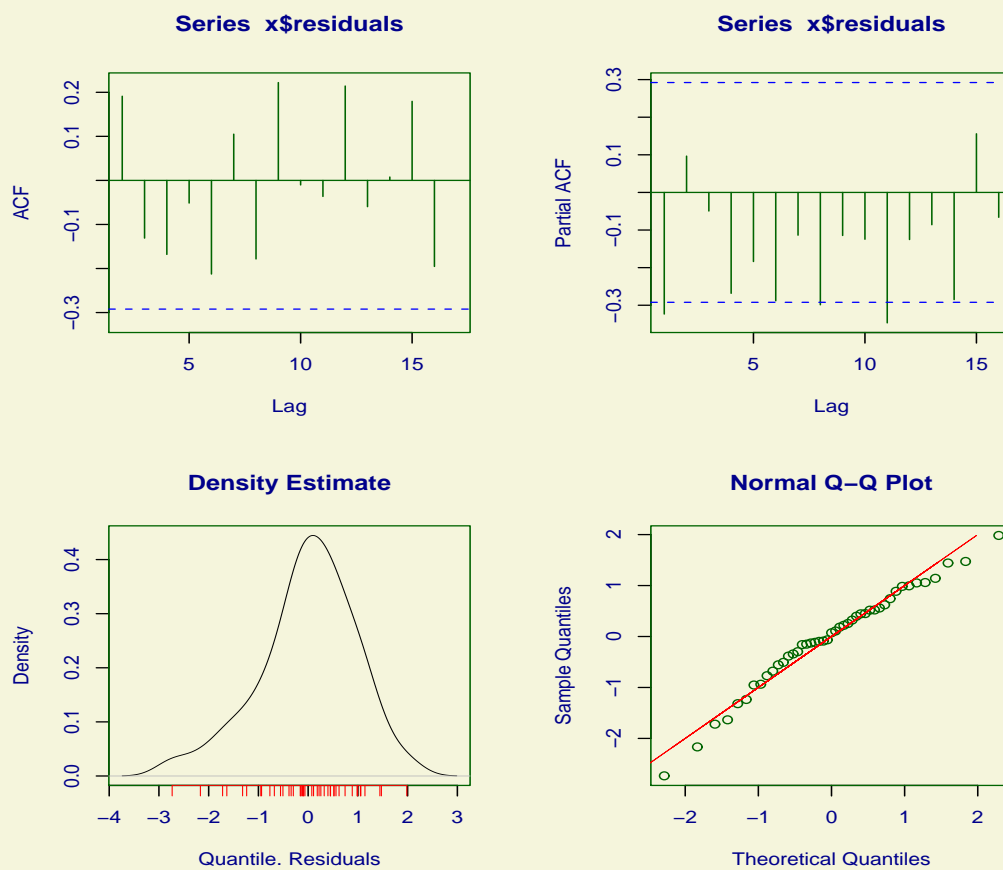 Series x$residuals
ACF
0.2
0.1
−0.1
−0.3
5 10 15
Lag
Series x$residuals
Partial ACF
0.3
0.1
−0.1
−0.3
5 10 15
Lag
Density Estimate
Density
0.4
0.3
0.2
0.1
0.0
−4 −3 −2 −1 0 1 2 3
Quantile. Residuals
Normal Q−Q Plot
Sample Quantiles
2
1
0
−1
−2
−2 −1 0 1 2
Theoretical Quantiles